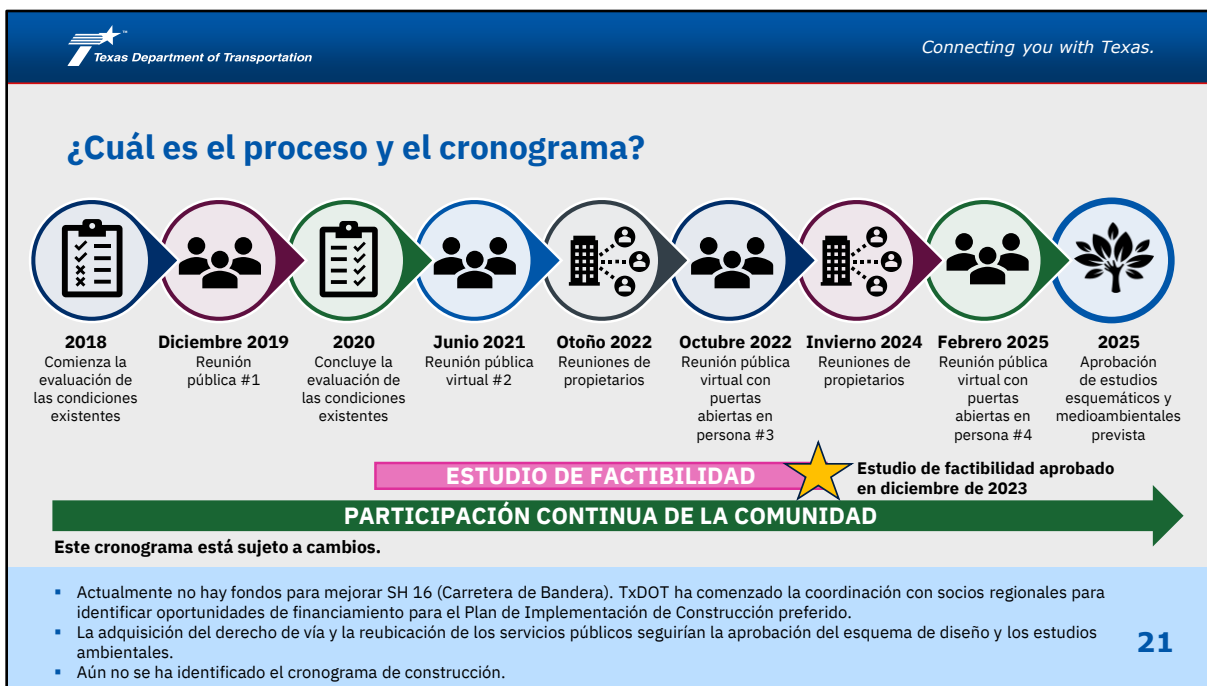 Texas Department of Transportation
Connecting you with Texas.
¿Cuál es el proceso y el cronograma?
2018
Comienza la
evaluación de
las condiciones
existentes
Diciembre 2019
Reunión
pública #1
2020
Concluye la
evaluación de
las condiciones
existentes
Junio 2021
Reunión pública
virtual #2
Otoño 2022
Reuniones de
propietarios
Octubre 2022
Reunión pública
virtual con
puertas
abiertas en
persona #3
Invierno 2024
Reuniones de
propietarios
Febrero 2025
Reunión pública
virtual con
puertas
abiertas en
persona #4
2025
Aprobación
de estudios
esquemáticos y
medioambientales
prevista
ESTUDIO DE FACTIBILIDAD
Estudio de factibilidad aprobado
en diciembre de 2023
PARTICIPACIÓN CONTINUA DE LA COMUNIDAD
Este cronograma está sujeto a cambios.
▪ Actualmente no hay fondos para mejorar SH 16 (Carretera de Bandera). TxDOT ha comenzado la coordinación con socios regionales para
identificar oportunidades de financiamiento para el Plan de Implementación de Construcción preferido.
▪ La adquisición del derecho de vía y la reubicación de los servicios públicos seguirían la aprobación del esquema de diseño y los estudios
ambientales.
▪ Aún no se ha identificado el cronograma de construcción.
21